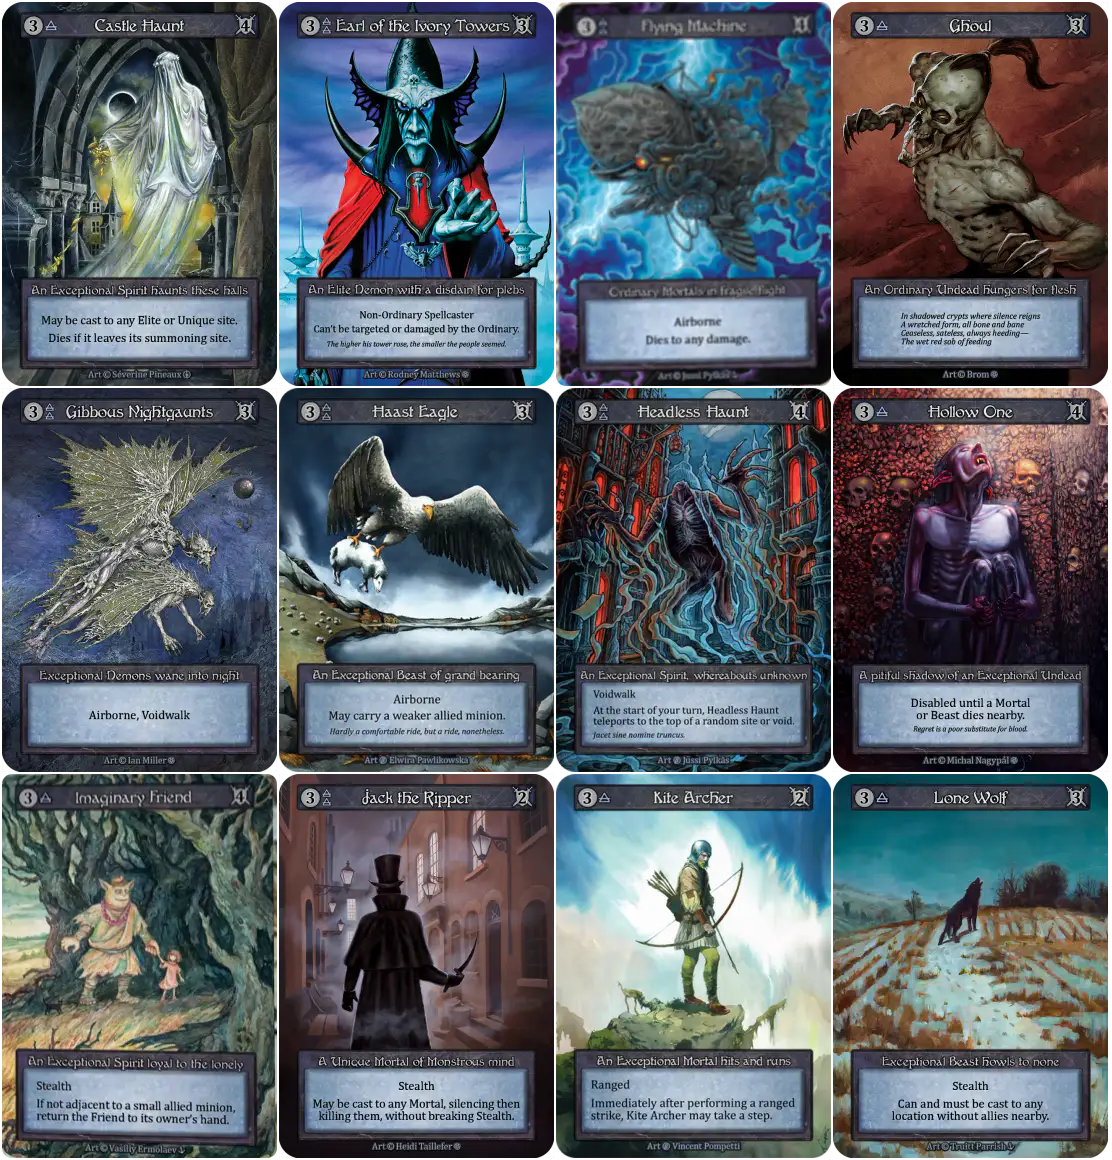 3 Castle Haunt 4
An Exceptional Spirit haunts these halls
May be cast to any Elite or Unique site.
Dies if it leaves its summoning site.
Art © Séverine Pineaux
3 Earl of the Ivory Towers 3
An Elite Demon with a disdain for plebs
Non-Ordinary Spellcaster
Can't be targeted or damaged by the Ordinary.
The higher his tower rose, the smaller the people seemed.
Art © Rodney Matthews
3 Flying Machine 4
Ordinary Mortals in fragile flight
Airborne
Dies to any damage.
Art © Jussi Pylkäs
3 Ghoul 3
An Ordinary Undead hungers for flesh
In shadowed crypts where silence reigns
A wretched form, all bone and bane
Ceaseless, sateless, always heeding—
The wet red sob of feeding
Art © Brom
3 Gibbous Nightgaunts 3
Exceptional Demons wane into night
Airborne, Voidwalk
Art © Ian Miller
3 Haast Eagle 3
An Exceptional Beast of grand bearing
Airborne
May carry a weaker allied minion.
Hardly a comfortable ride, but a ride, nonetheless.
Art Elwira Pawlikowska
3 Headless Haunt 4
An Exceptional Spirit, whereabouts unknown
Voidwalk
At the start of your turn, Headless Haunt
teleports to the top of a random site or void.
Jacet sine nomine truncus.
Art Jussi Pylkäs
3 Hollow One 4
A pitiful shadow of an Exceptional Undead
Disabled until a Mortal
or Beast dies nearby.
Regret is a poor substitute for blood.
Art © Michal Nagypál
3 Imaginary Friend 4
An Exceptional Spirit loyal to the lonely
Stealth
If not adjacent to a small allied minion,
return the Friend to its owner's hand.
Art © Vasiliy Ermolaev
3 Jack the Ripper 2
A Unique Mortal of Monstrous mind
Stealth
May be cast to any Mortal, silencing then
killing them, without breaking Stealth.
Art © Heidi Taillefer
3 Kite Archer 2
An Exceptional Mortal hits and runs
Ranged
Immediately after performing a ranged
strike, Kite Archer may take a step.
Art Vincent Pompetti
3 Lone Wolf 3
Exceptional Beast howls to none
Stealth
Can and must be cast to any
location without allies nearby.
Art © Truitt Parrish